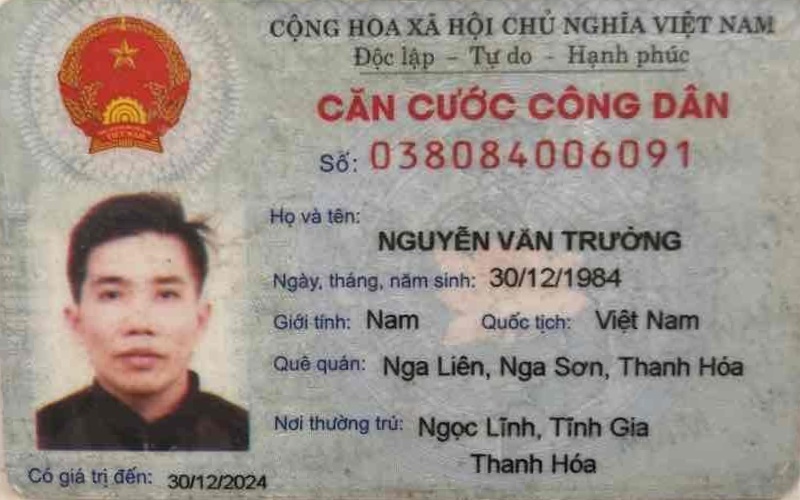 CỘNG HOA XÃ HỘI CHỦ NGHĨA VIỆT NAM
Độc lập - Tự do - Hạnh phúc
CĂN CƯỚC CÔNG DÂN
Số: 038084006091
Họ và tên:
NGUYỄN VĂN TRƯỜNG
Ngày, tháng, năm sinh: 30/12/1984
Giới tính: Nam Quốc tịch: Việt Nam
Quê quán: Nga Liên, Nga Sơn, Thanh Hóa
Nơi thường trú: Ngọc Lĩnh, Tĩnh Gia
Thanh Hóa
Có giá trị đến: 30/12/2024
VIỆT NAM